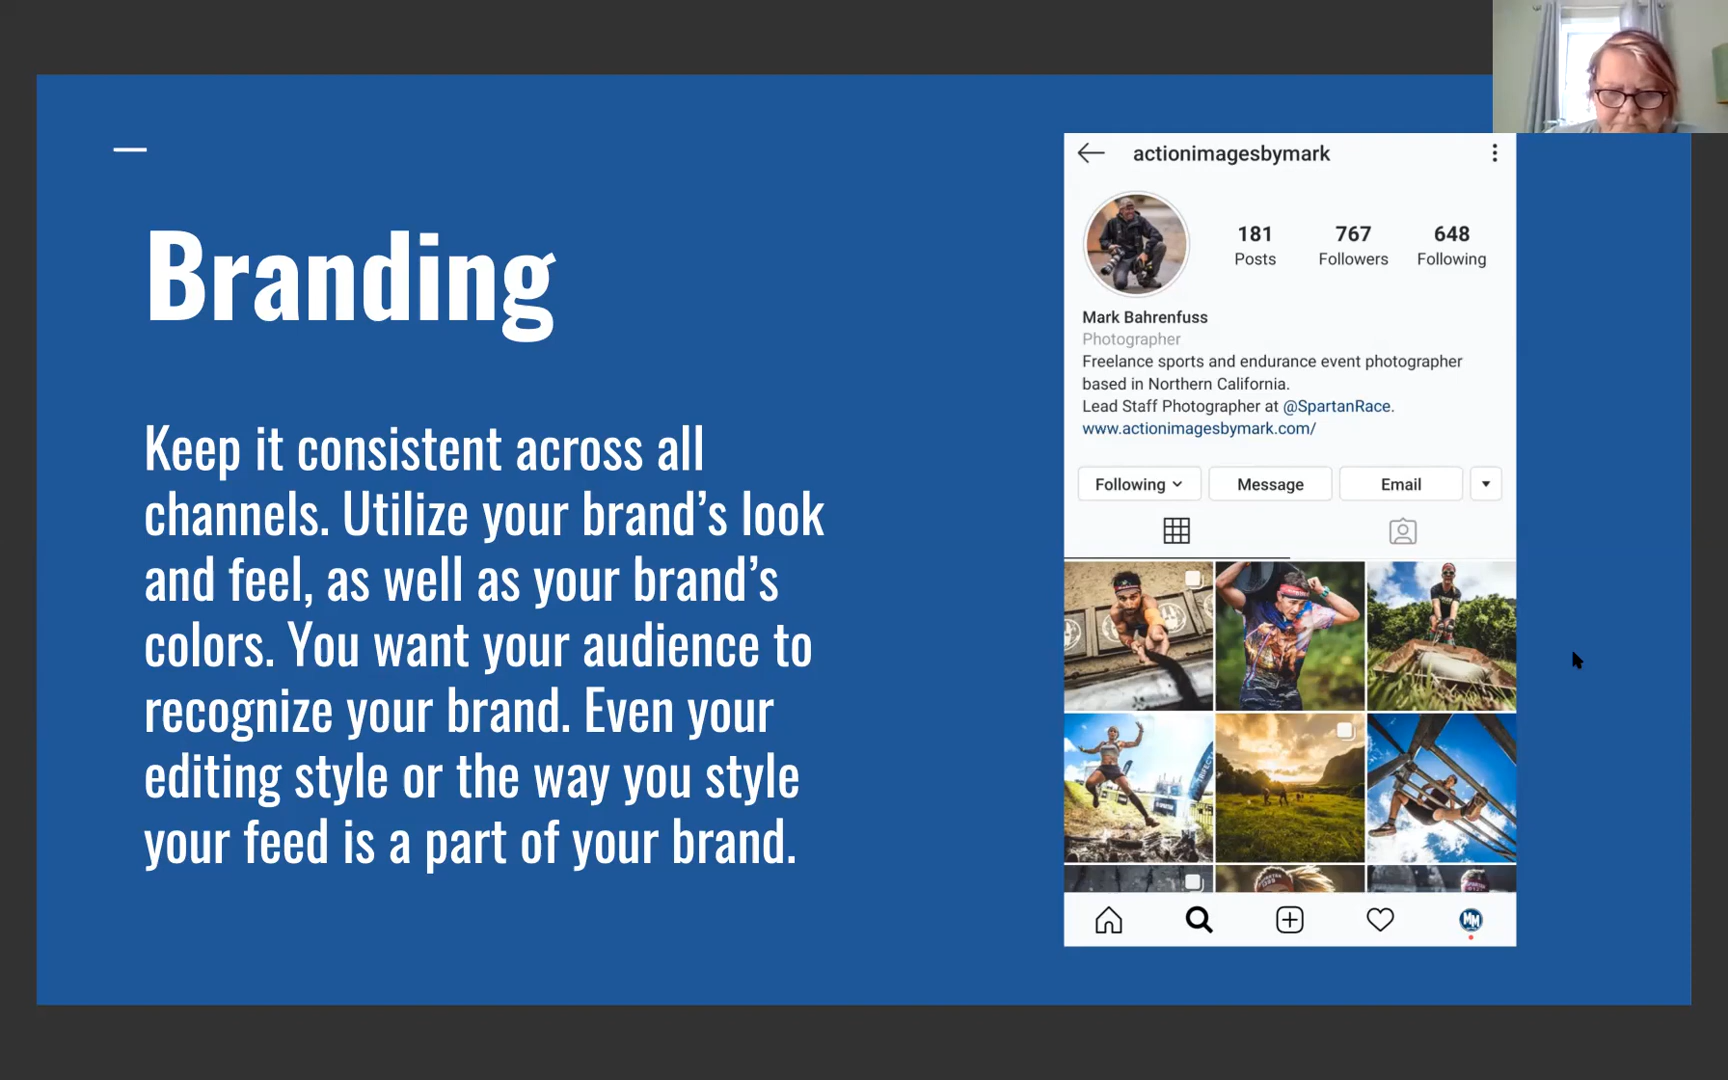 Branding
Keep it consistent across all
channels. Utilize your brand’s look
and feel, as well as your brand’s
colors. You want your audience to
recognize your brand. Even your
editing style or the way you style
your feed is a part of your brand.
actionimagesbymark
181 767 648
Posts Followers Following
Mark Bahrenfuss
Photographer
Freelance sports and endurance event photographer
based in Northern California.
Lead Staff Photographer at @SpartanRace.
www.actionimagesbymark.com/
Following Message Email
MM